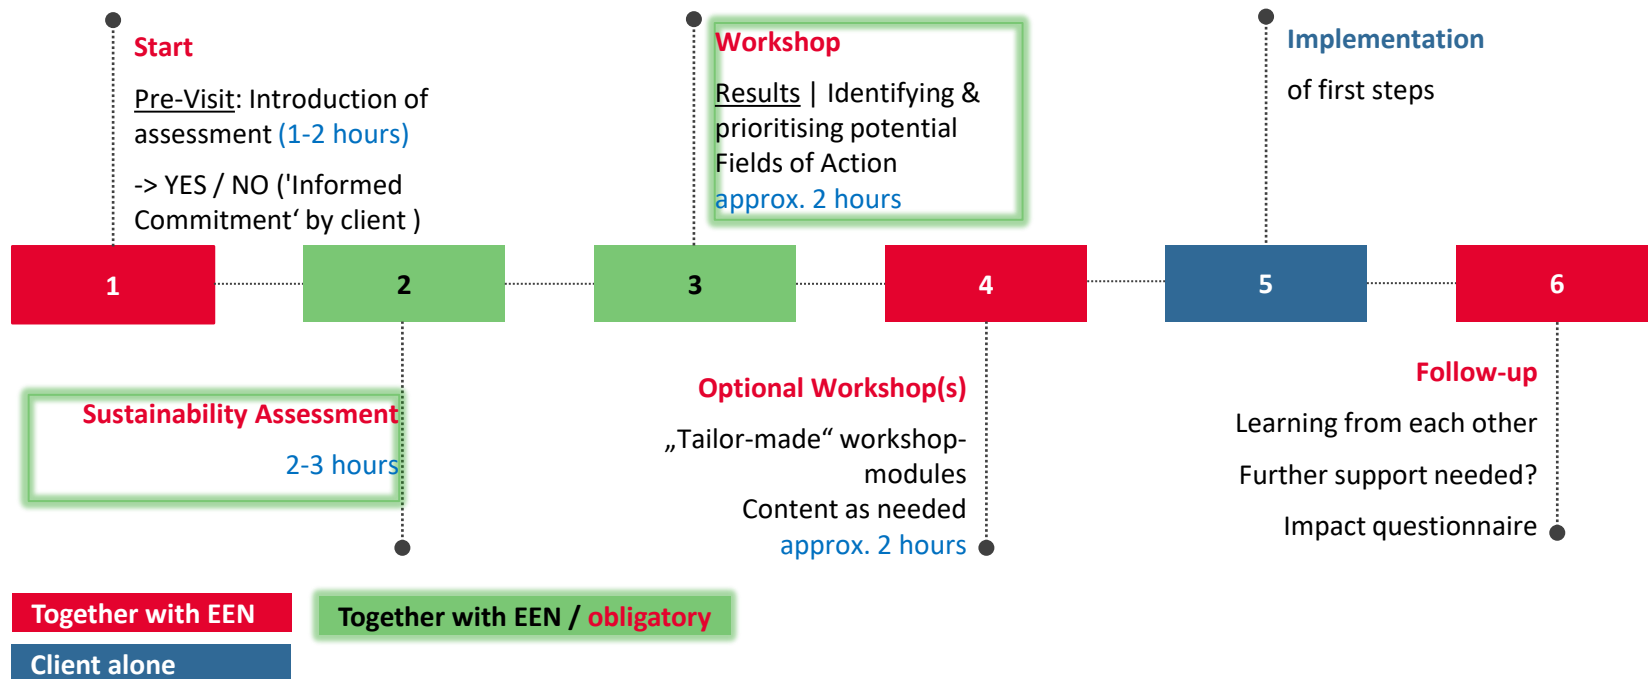 Start
Pre-Visit: Introduction of
assessment (1-2 hours)
-> YES / NO ('Informed
Commitment‘ by client )
Workshop
Results | Identifying &
prioritising potential
Fields of Action
approx. 2 hours
Implementation
of first steps
1
2
3
4
5
6
Sustainability Assessment
2-3 hours
Optional Workshop(s)
„Tailor-made“ workshop-
modules
Content as needed
approx. 2 hours
Follow-up
Learning from each other
Further support needed?
Impact questionnaire
Together with EEN
Together with EEN / obligatory
Client alone